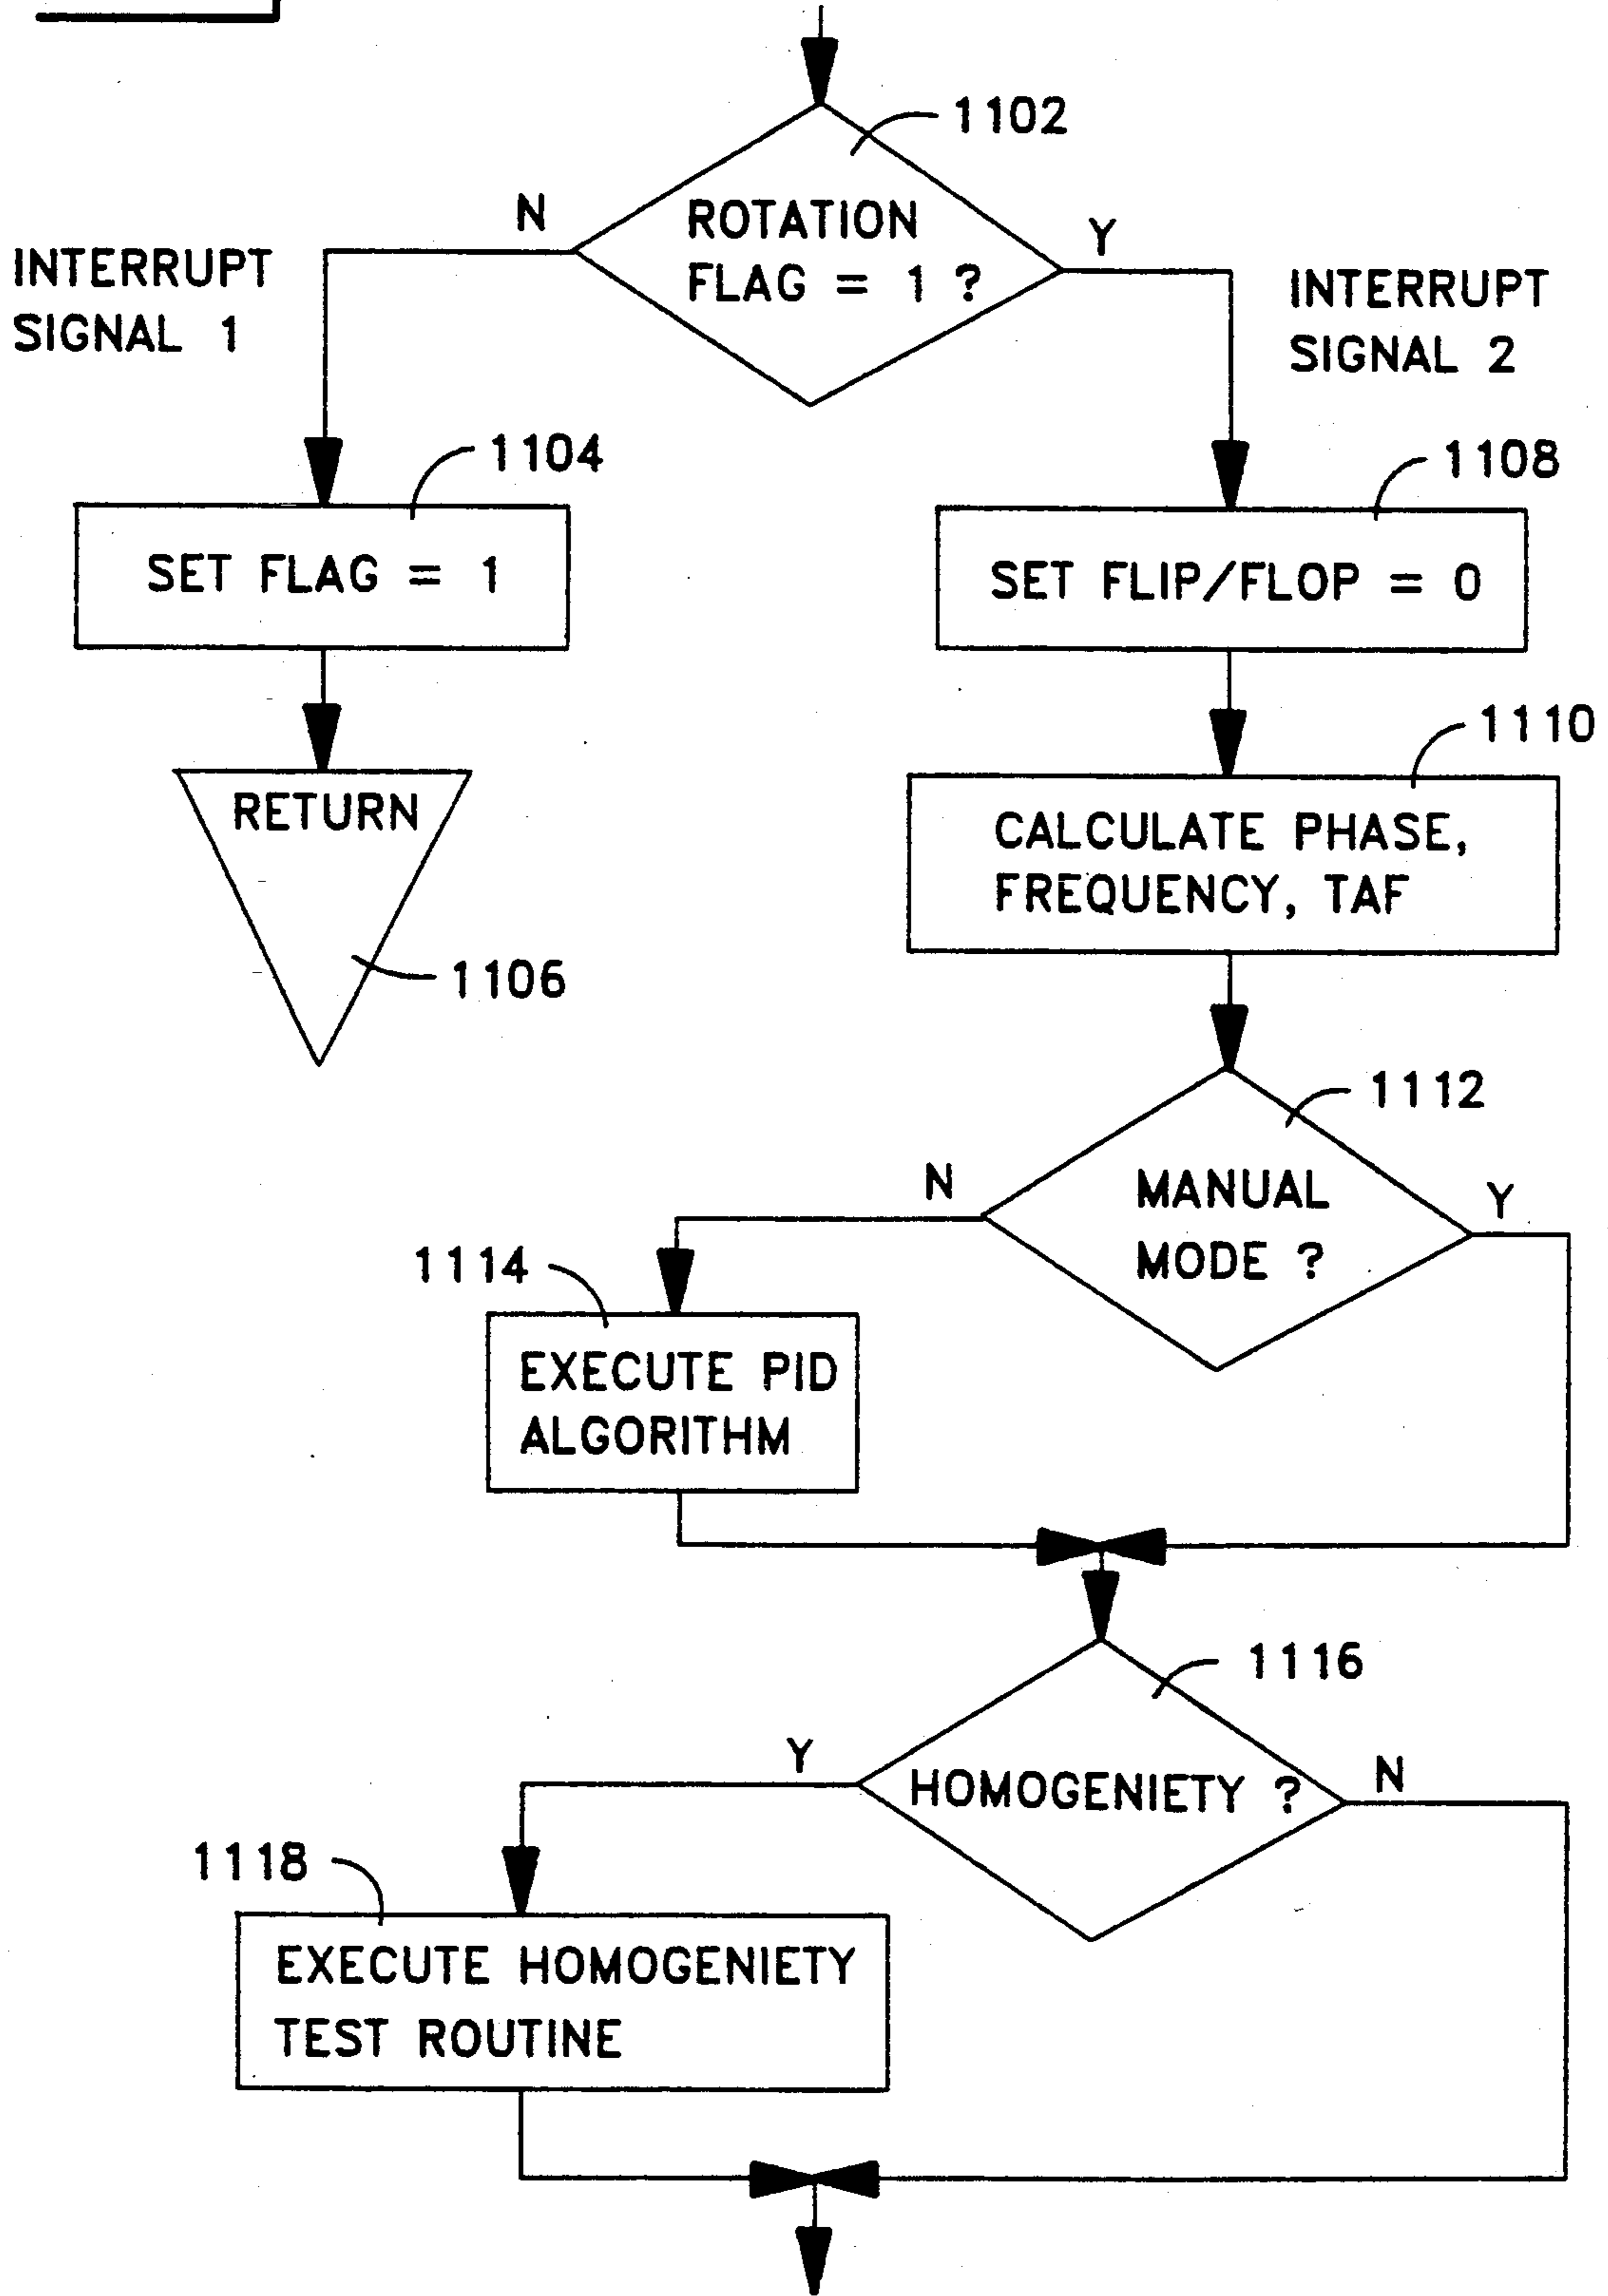 1102
N
ROTATION
FLAG = 1 ?
Y
INTERRUPT
SIGNAL 1
INTERRUPT
SIGNAL 2
1104
1108
SET FLAG = 1
SET FLIP/FLOP = 0
1110
RETURN
CALCULATE PHASE,
FREQUENCY, TAF
1106
1112
N
MANUAL
MODE ?
Y
1114
EXECUTE PID
ALGORITHM
1116
Y
HOMOGENIETY ?
N
1118
EXECUTE HOMOGENIETY
TEST ROUTINE